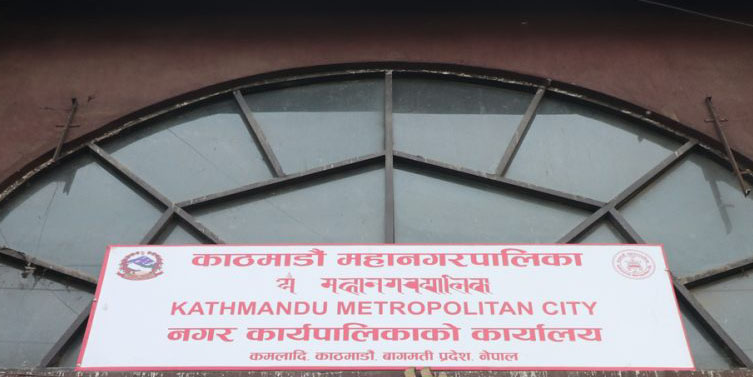 काठमाडौं महानगरपालिका
KATHMANDU METROPOLITAN CITY
नगर कार्यपालिकाको कार्यालय
कमलादि, काठमाडौं, बागमती प्रदेश, नेपाल